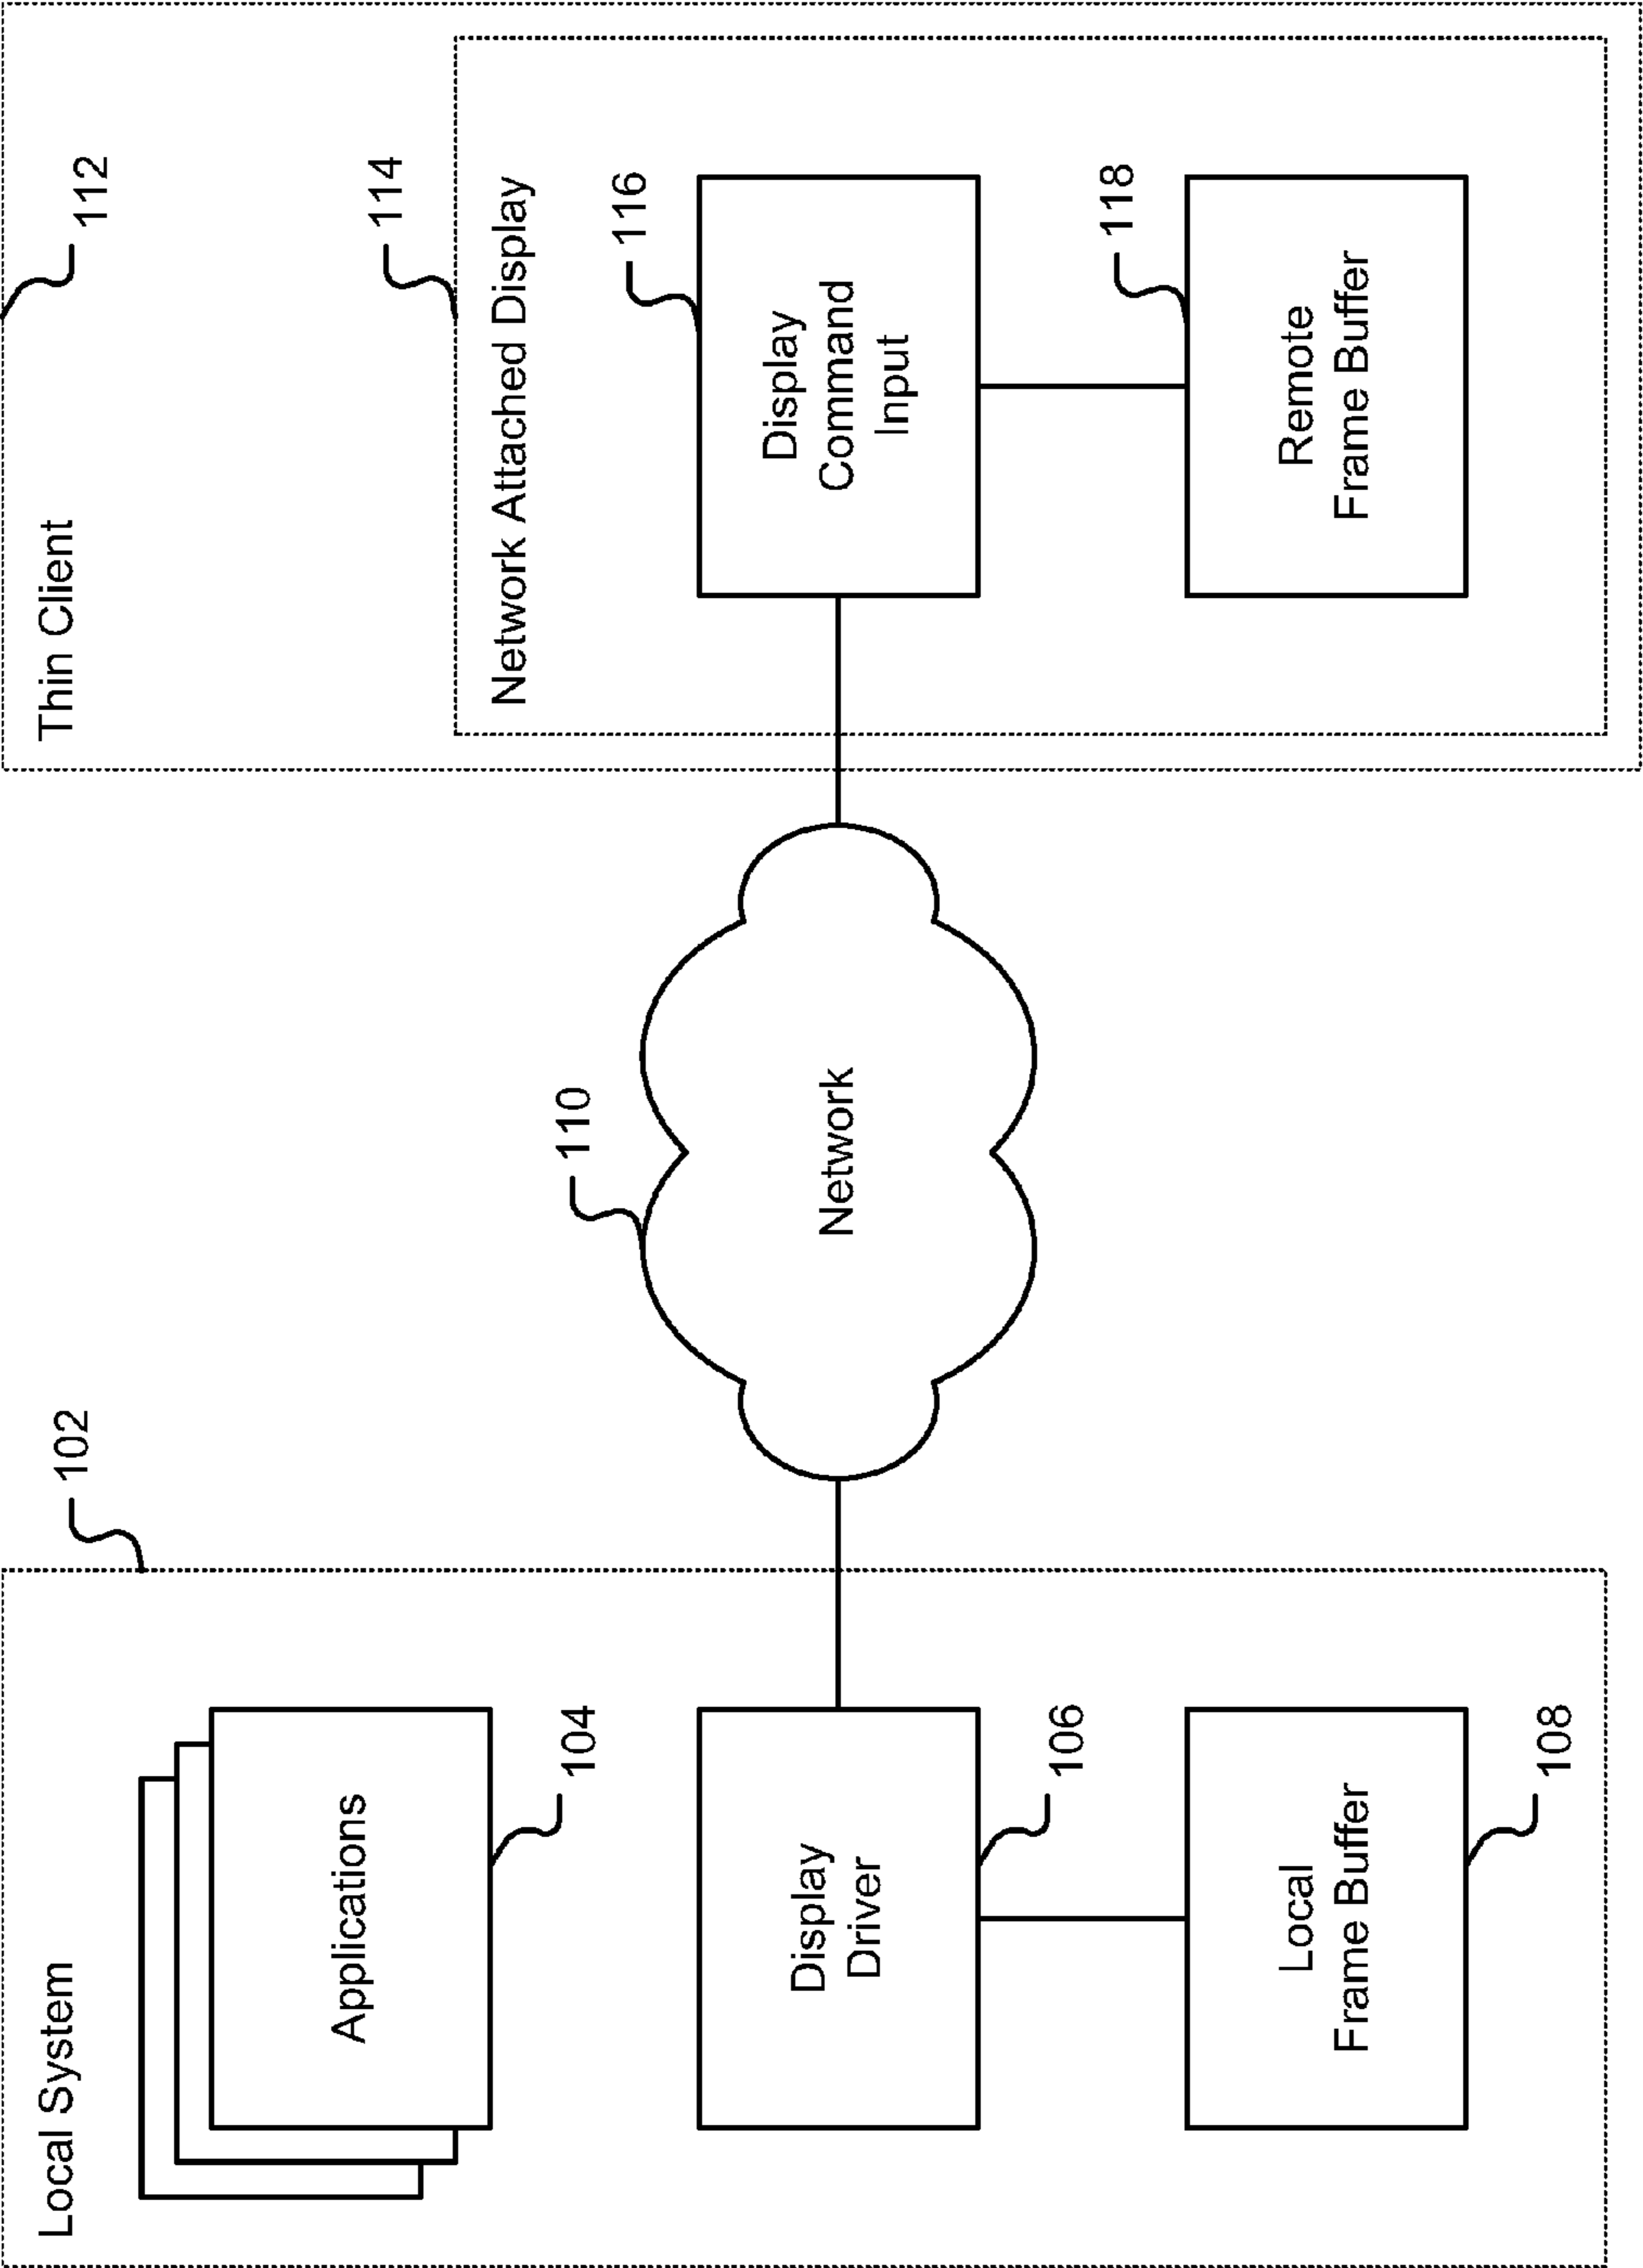 Local System
102
Applications
104
Display
Driver
106
Local
Frame Buffer
108
110
Network
Thin Client
112
114
Network Attached Display
116
Display
Command
Input
118
Remote
Frame Buffer